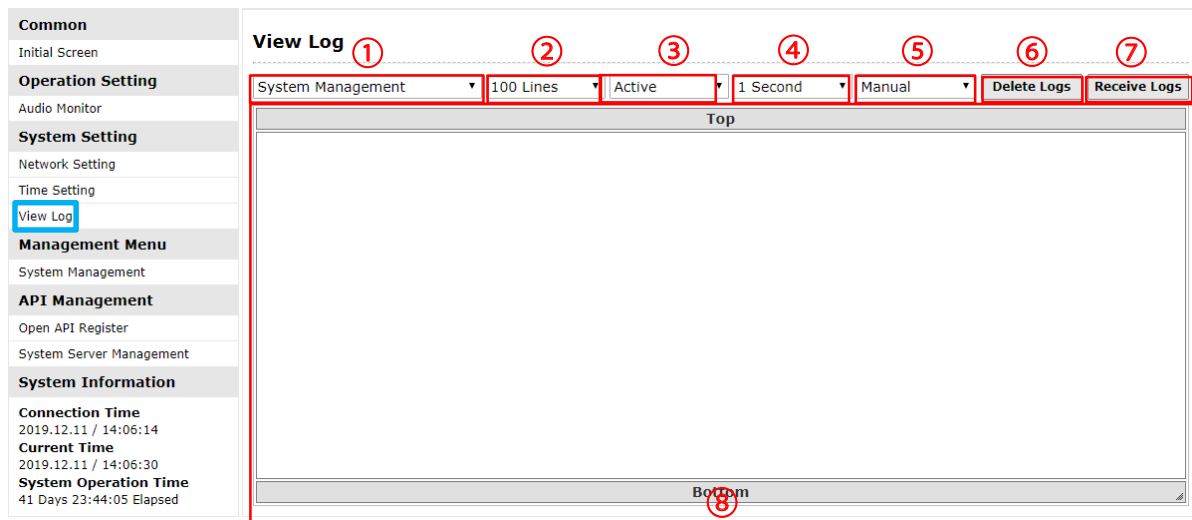 Common
Initial Screen
Operation Setting
Audio Monitor
System Setting
Network Setting
Time Setting
View Log
Management Menu
System Management
API Management
Open API Register
System Server Management
System Information
Connection Time
2019.12.11 / 14:06:14
Current Time
2019.12.11 / 14:06:30
System Operation Time
41 Days 23:44:05 Elapsed
View Log
① ② ③ ④ ⑤ ⑥ ⑦
System Management 100 Lines Active 1 Second Manual Delete Logs Receive Logs
Top
Bottom
⑧